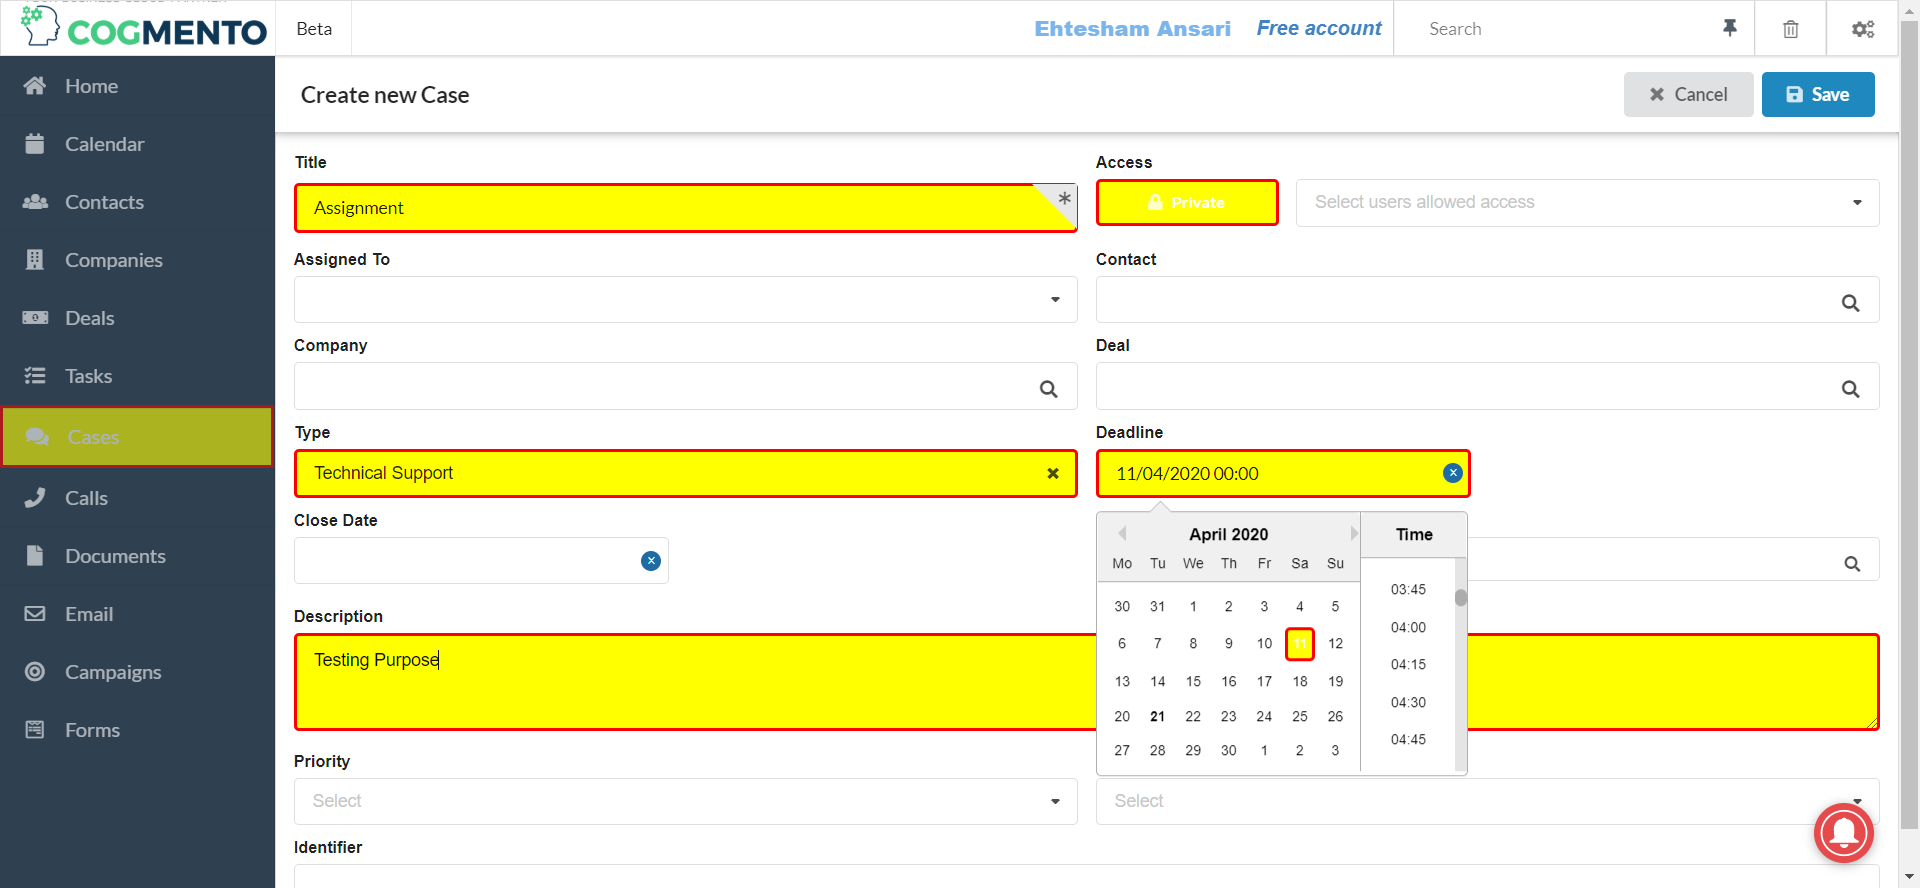 COGMENTO
Beta
Ehtesham Ansari
Free account
Search
Home
Calendar
Contacts
Companies
Deals
Tasks
Cases
Calls
Documents
Email
Campaigns
Forms
Create new Case
Cancel
Save
Title
Assignment
Access
Private
Select users allowed access
Assigned To
Contact
Company
Deal
Type
Technical Support
Deadline
11/04/2020 00:00
Close Date
April 2020
Mo Tu We Th Fr Sa Su
30 31 1 2 3 4 5
6 7 8 9 10 11 12
13 14 15 16 17 18 19
20 21 22 23 24 25 26
27 28 29 30 1 2 3
Time
03:45
04:00
04:15
04:30
04:45
Description
Testing Purpose
Priority
Select
Select
Identifier